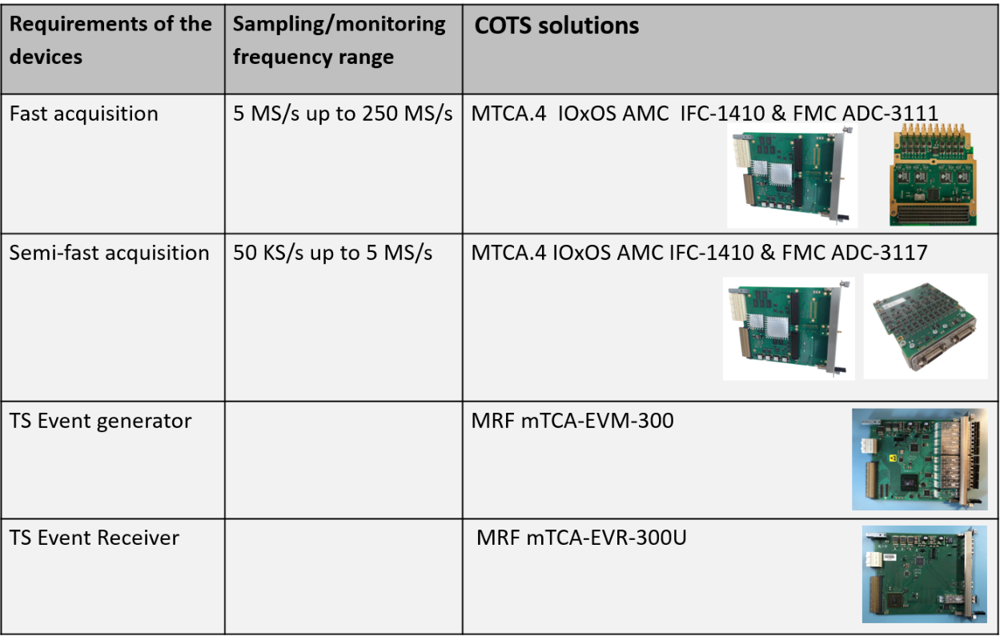 Requirements of the devices
Sampling/monitoring frequency range
COTS solutions
Fast acquisition
5 MS/s up to 250 MS/s
MTCA.4 IOxOS AMC IFC-1410 & FMC ADC-3111
Semi-fast acquisition
50 KS/s up to 5 MS/s
MTCA.4 IOxOS AMC IFC-1410 & FMC ADC-3117
TS Event generator
MRF mTCA-EVM-300
TS Event Receiver
MRF mTCA-EVR-300U